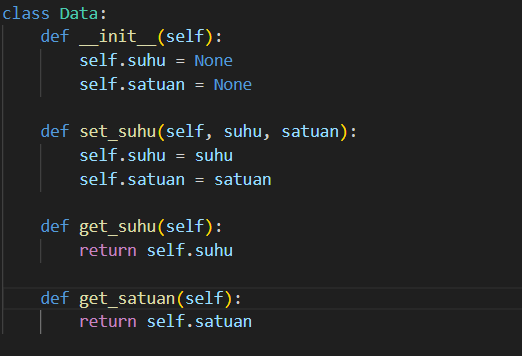 class Data:
    def __init__(self):
        self.suhu = None
        self.satuan = None
    def set_suhu(self, suhu, satuan):
        self.suhu = suhu
        self.satuan = satuan
    def get_suhu(self):
        return self.suhu
    def get_satuan(self):
        return self.satuan